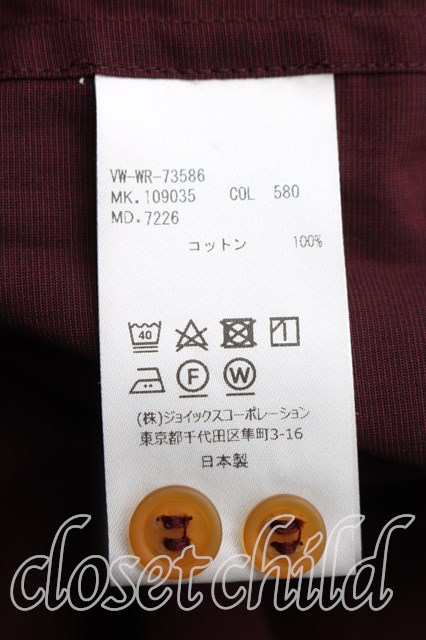 VW-WR-73586
MK.109035 COL 580
MD.7226
コットン 100%
40
F W
(株)ジョイックスコーポレーション
東京都千代田区隼町3-16
日本製
closet child